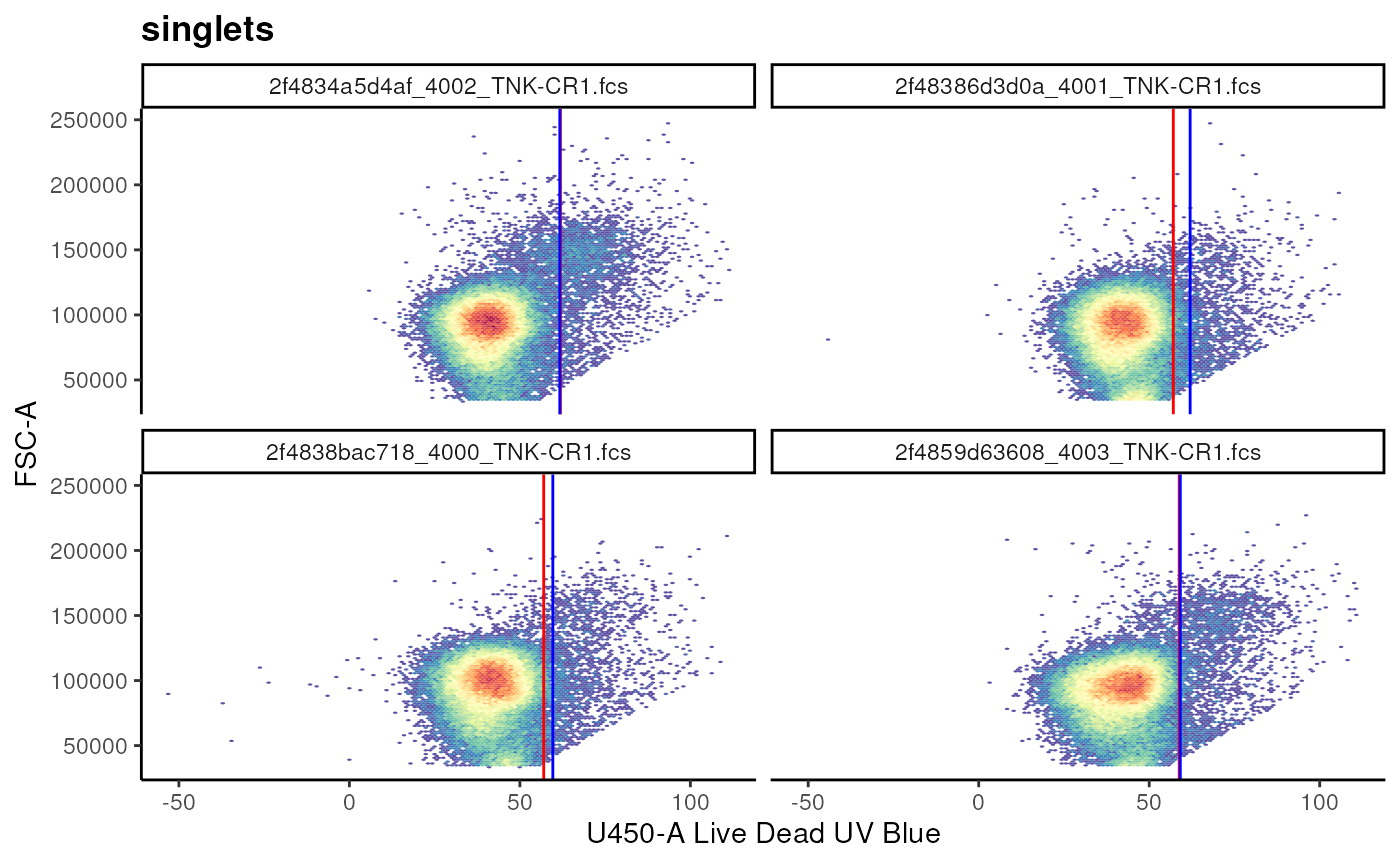 singlets
2f4834a5d4af_4002_TNK-CR1.fcs
2f48386d3d0a_4001_TNK-CR1.fcs
250000
200000
150000
100000
50000
FSC-A
2f4838bac718_4000_TNK-CR1.fcs
2f4859d63608_4003_TNK-CR1.fcs
250000
200000
150000
100000
50000
-50 0 50 100
-50 0 50 100
U450-A Live Dead UV Blue